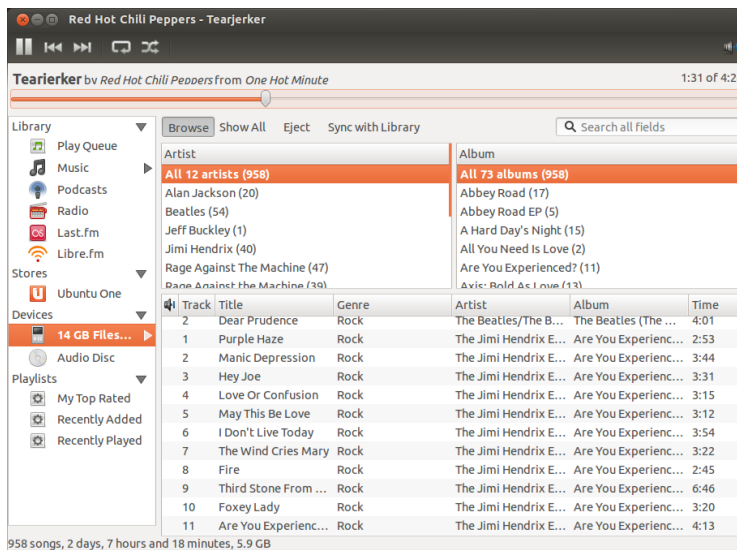 Red Hot Chili Peppers - Tearjerker
Tearjerker by Red Hot Chili Peppers from One Hot Minute 1:31 of 4:2
Library
Play Queue
Music
Podcasts
Radio
Last.fm
Libre.fm
Stores
Ubuntu One
Devices
14 GB Files...
Audio Disc
Playlists
My Top Rated
Recently Added
Recently Played
Browse Show All Eject Sync with Library Search all fields
Artist
All 12 artists (958)
Alan Jackson (20)
Beatles (54)
Jeff Buckley (1)
Jimi Hendrix (40)
Rage Against The Machine (47)
Rage Against the Machine (39)
Album
All 73 albums (958)
Abbey Road (17)
Abbey Road EP (5)
A Hard Day's Night (15)
All You Need Is Love (2)
Are You Experienced? (11)
Axis: Bold As Love (13)
Track Title Genre Artist Album Time
2 Dear Prudence Rock The Beatles/The B... The Beatles (The ... 4:01
1 Purple Haze Rock The Jimi Hendrix E... Are You Experienc... 2:53
2 Manic Depression Rock The Jimi Hendrix E... Are You Experienc... 3:44
3 Hey Joe Rock The Jimi Hendrix E... Are You Experienc... 3:31
4 Love Or Confusion Rock The Jimi Hendrix E... Are You Experienc... 3:15
5 May This Be Love Rock The Jimi Hendrix E... Are You Experienc... 3:12
6 I Don't Live Today Rock The Jimi Hendrix E... Are You Experienc... 3:54
7 The Wind Cries Mary Rock The Jimi Hendrix E... Are You Experienc... 3:22
8 Fire Rock The Jimi Hendrix E... Are You Experienc... 2:45
9 Third Stone From ... Rock The Jimi Hendrix E... Are You Experienc... 6:46
10 Foxey Lady Rock The Jimi Hendrix E... Are You Experienc... 3:20
11 Are You Experienc... Rock The Jimi Hendrix E... Are You Experienc... 4:13
958 songs, 2 days, 7 hours and 18 minutes, 5.9 GB